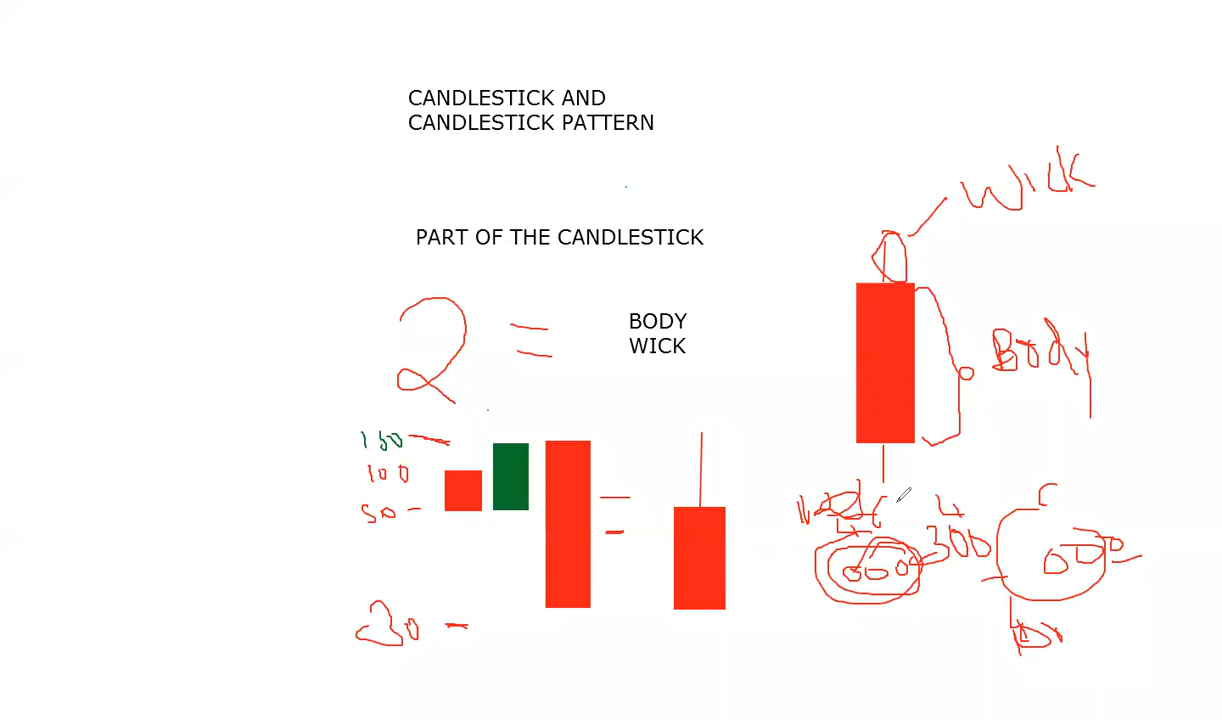 CANDLESTICK AND
CANDLESTICK PATTERN
Wick
PART OF THE CANDLESTICK
2 =
BODY
WICK
Body
150
100
50
30
300